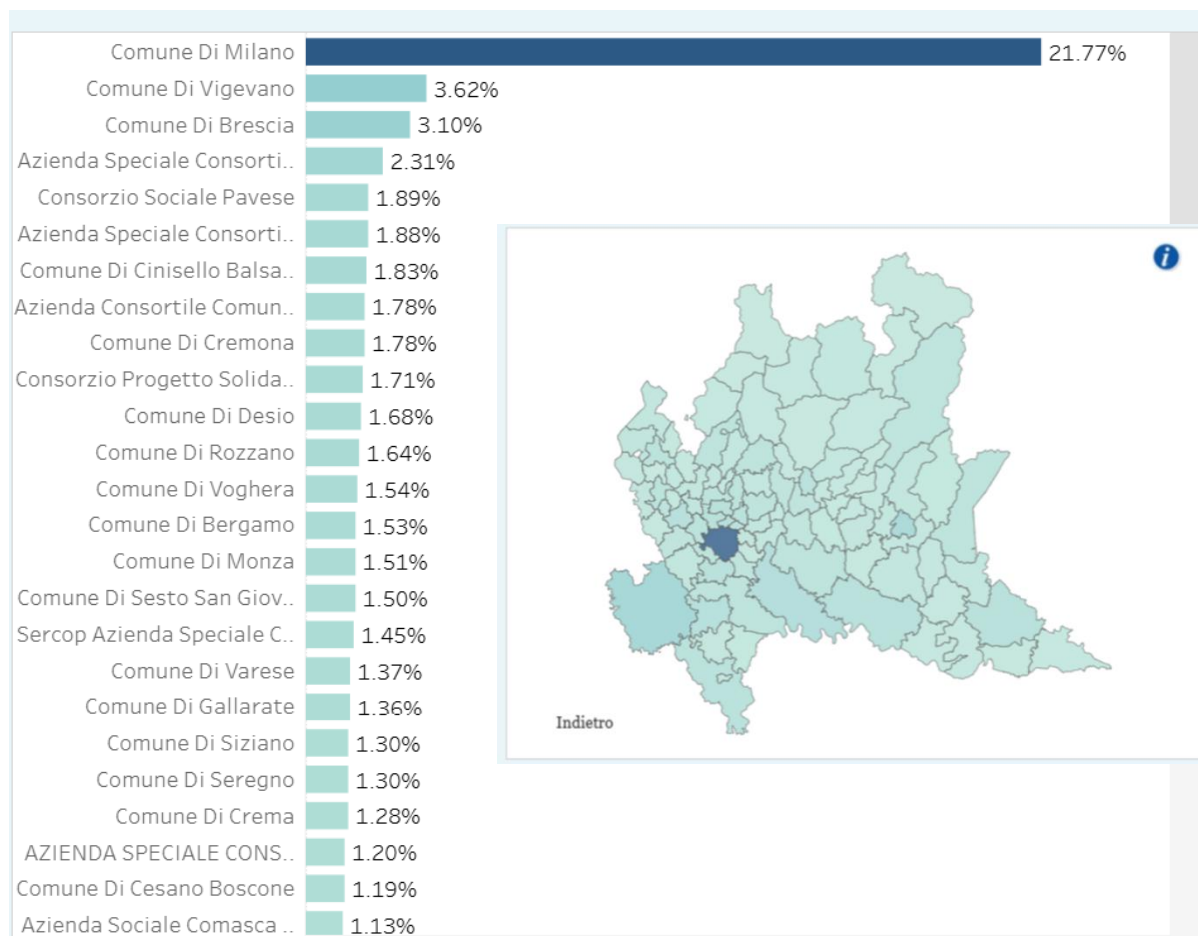 Comune Di Milano 21.77%
Comune Di Vigevano 3.62%
Comune Di Brescia 3.10%
Azienda Speciale Consorti.. 2.31%
Consorzio Sociale Pavese 1.89%
Azienda Speciale Consorti.. 1.88%
Comune Di Cinisello Balsa.. 1.83%
Azienda Consortile Comun.. 1.78%
Comune Di Cremona 1.78%
Consorzio Progetto Solida.. 1.71%
Comune Di Desio 1.68%
Comune Di Rozzano 1.64%
Comune Di Voghera 1.54%
Comune Di Bergamo 1.53%
Comune Di Monza 1.51%
Comune Di Sesto San Giov.. 1.50%
Sercop Azienda Speciale C.. 1.45%
Comune Di Varese 1.37%
Comune Di Gallarate 1.36%
Comune Di Siziano 1.30%
Comune Di Seregno 1.30%
Comune Di Crema 1.28%
AZIENDA SPECIALE CONS.. 1.20%
Comune Di Cesano Boscone 1.19%
Azienda Sociale Comasca .. 1.13%
i
Indietro